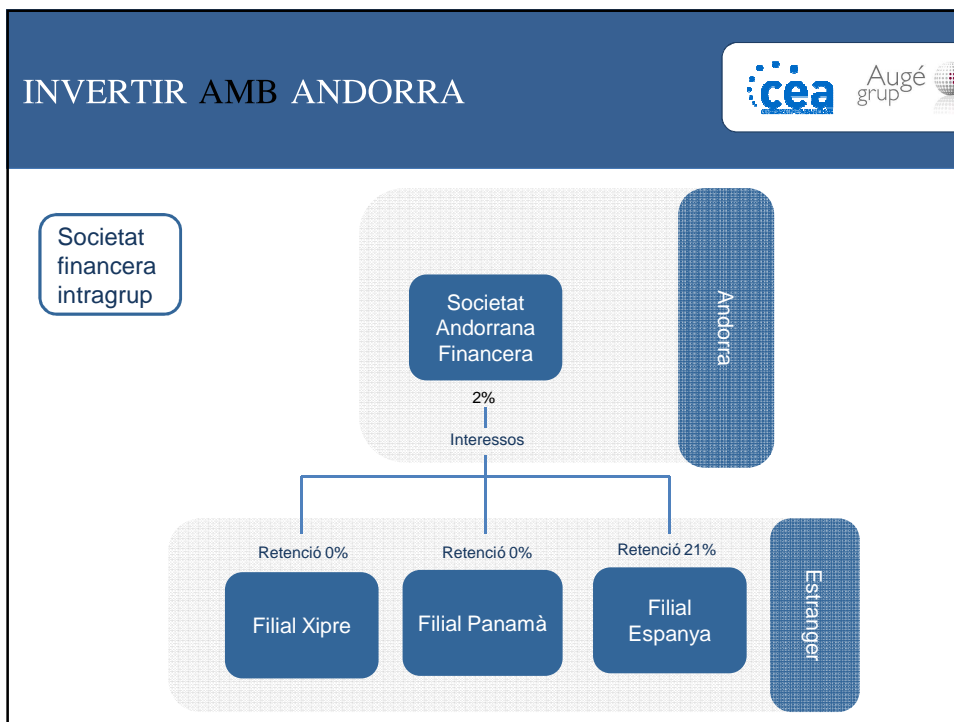 INVERTIR AMB ANDORRA
cea
Augé
grup
Societat
financera
intragrup
Societat
Andorrana
Financera
Andorra
2%
Interessos
Retenció 0%
Retenció 0%
Retenció 21%
Filial Xipre
Filial Panamà
Filial
Espanya
Estranger